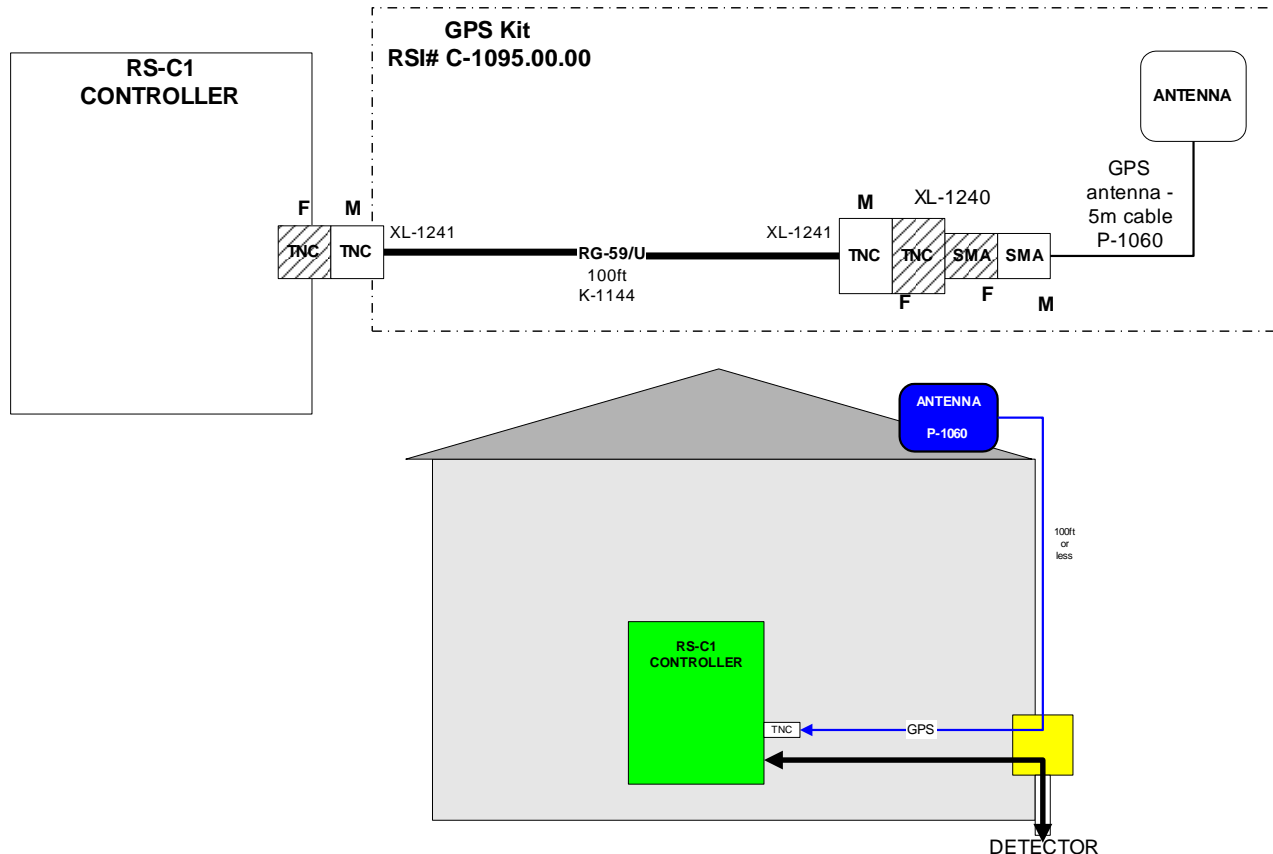 GPS Kit
RSI# C-1095.00.00
RS-C1
CONTROLLER
ANTENNA
GPS
antenna -
5m cable
P-1060
F
M
TNC
TNC
XL-1241
RG-59/U
100ft
K-1144
XL-1241
M
XL-1240
TNC
TNC
SMA
SMA
F
F
M
ANTENNA
P-1060
100ft
or
less
RS-C1
CONTROLLER
TNC
GPS
DETECTOR